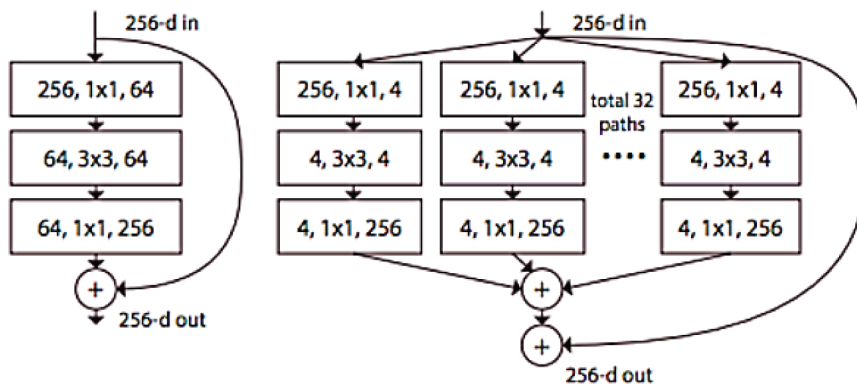 256-d in
256, 1x1, 64
64, 3x3, 64
64, 1x1, 256
+
256-d out
256-d in
256, 1x1, 4
256, 1x1, 4
total 32
paths
....
256, 1x1, 4
4, 3x3, 4
4, 3x3, 4
4, 3x3, 4
4, 1x1, 256
4, 1x1, 256
4, 1x1, 256
+
+
256-d out